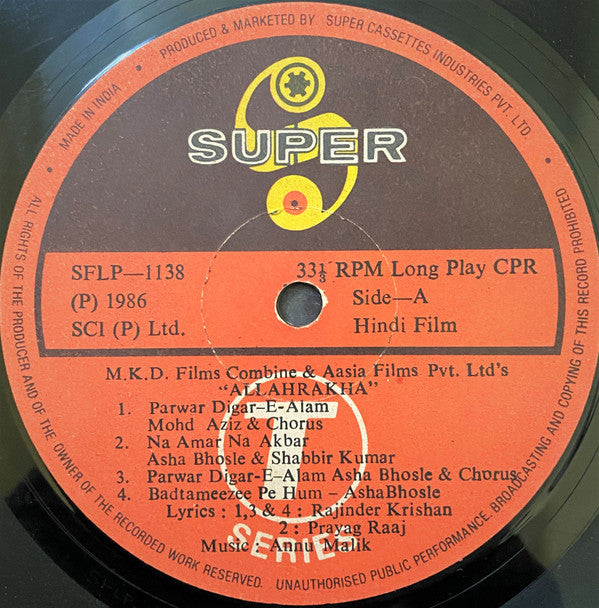 MADE IN INDIA • PRODUCED & MARKETED BY SUPER CASSETTES INDUSTRIES PVT. LTD. •
SUPER
SFLP—1138
33⅓ RPM Long Play CPR
(P) 1986
Side—A
SCI (P) Ltd.
Hindi Film
M.K.D. Films Combine & Aasia Films Pvt. Ltd's
"ALLAHRAKHA"
1. Parwar Digar-E-Alam
Mohd Aziz & Chorus
2. Na Amar Na Akbar
Asha Bhosle & Shabbir Kumar
3. Parwar Digar-E-Alam Asha Bhosle & Chorus
4. Badtameezee Pe Hum - AshaBhosle
Lyrics : 1,3 & 4 : Rajinder Krishan
2 : Prayag Raaj
Music : Annu Malik
T
SERIES
ALL RIGHTS OF THE PRODUCER AND OF THE OWNER OF THE RECORDED WORK RESERVED. UNAUTHORISED PUBLIC PERFORMANCE, BROADCASTING AND COPYING OF THIS RECORD PROHIBITED